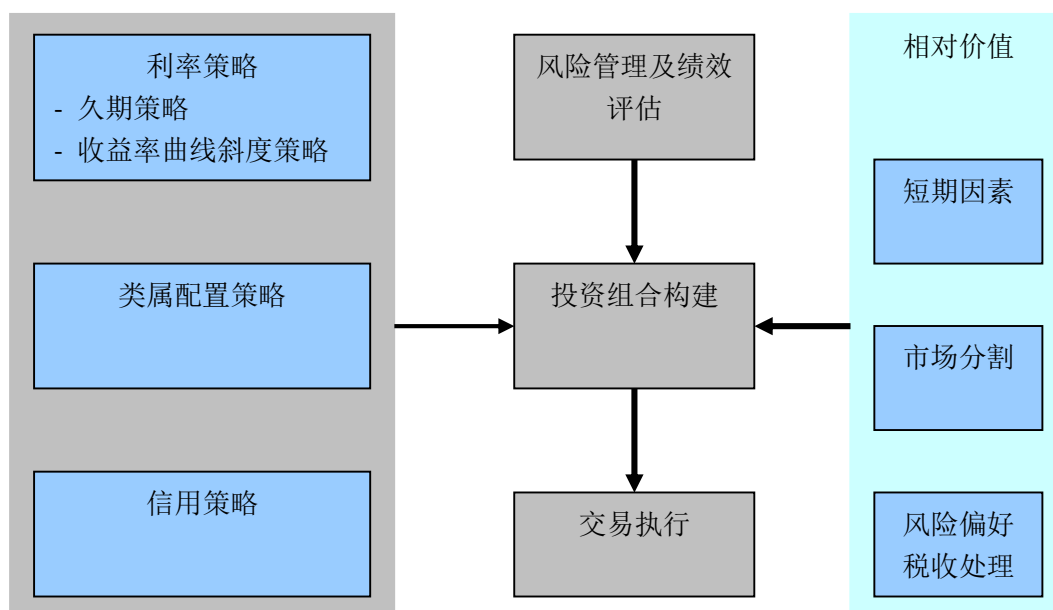 利率策略
- 久期策略
- 收益率曲线斜度策略
类属配置策略
信用策略
风险管理及绩效
评估
投资组合构建
交易执行
相对价值
短期因素
市场分割
风险偏好
税收处理